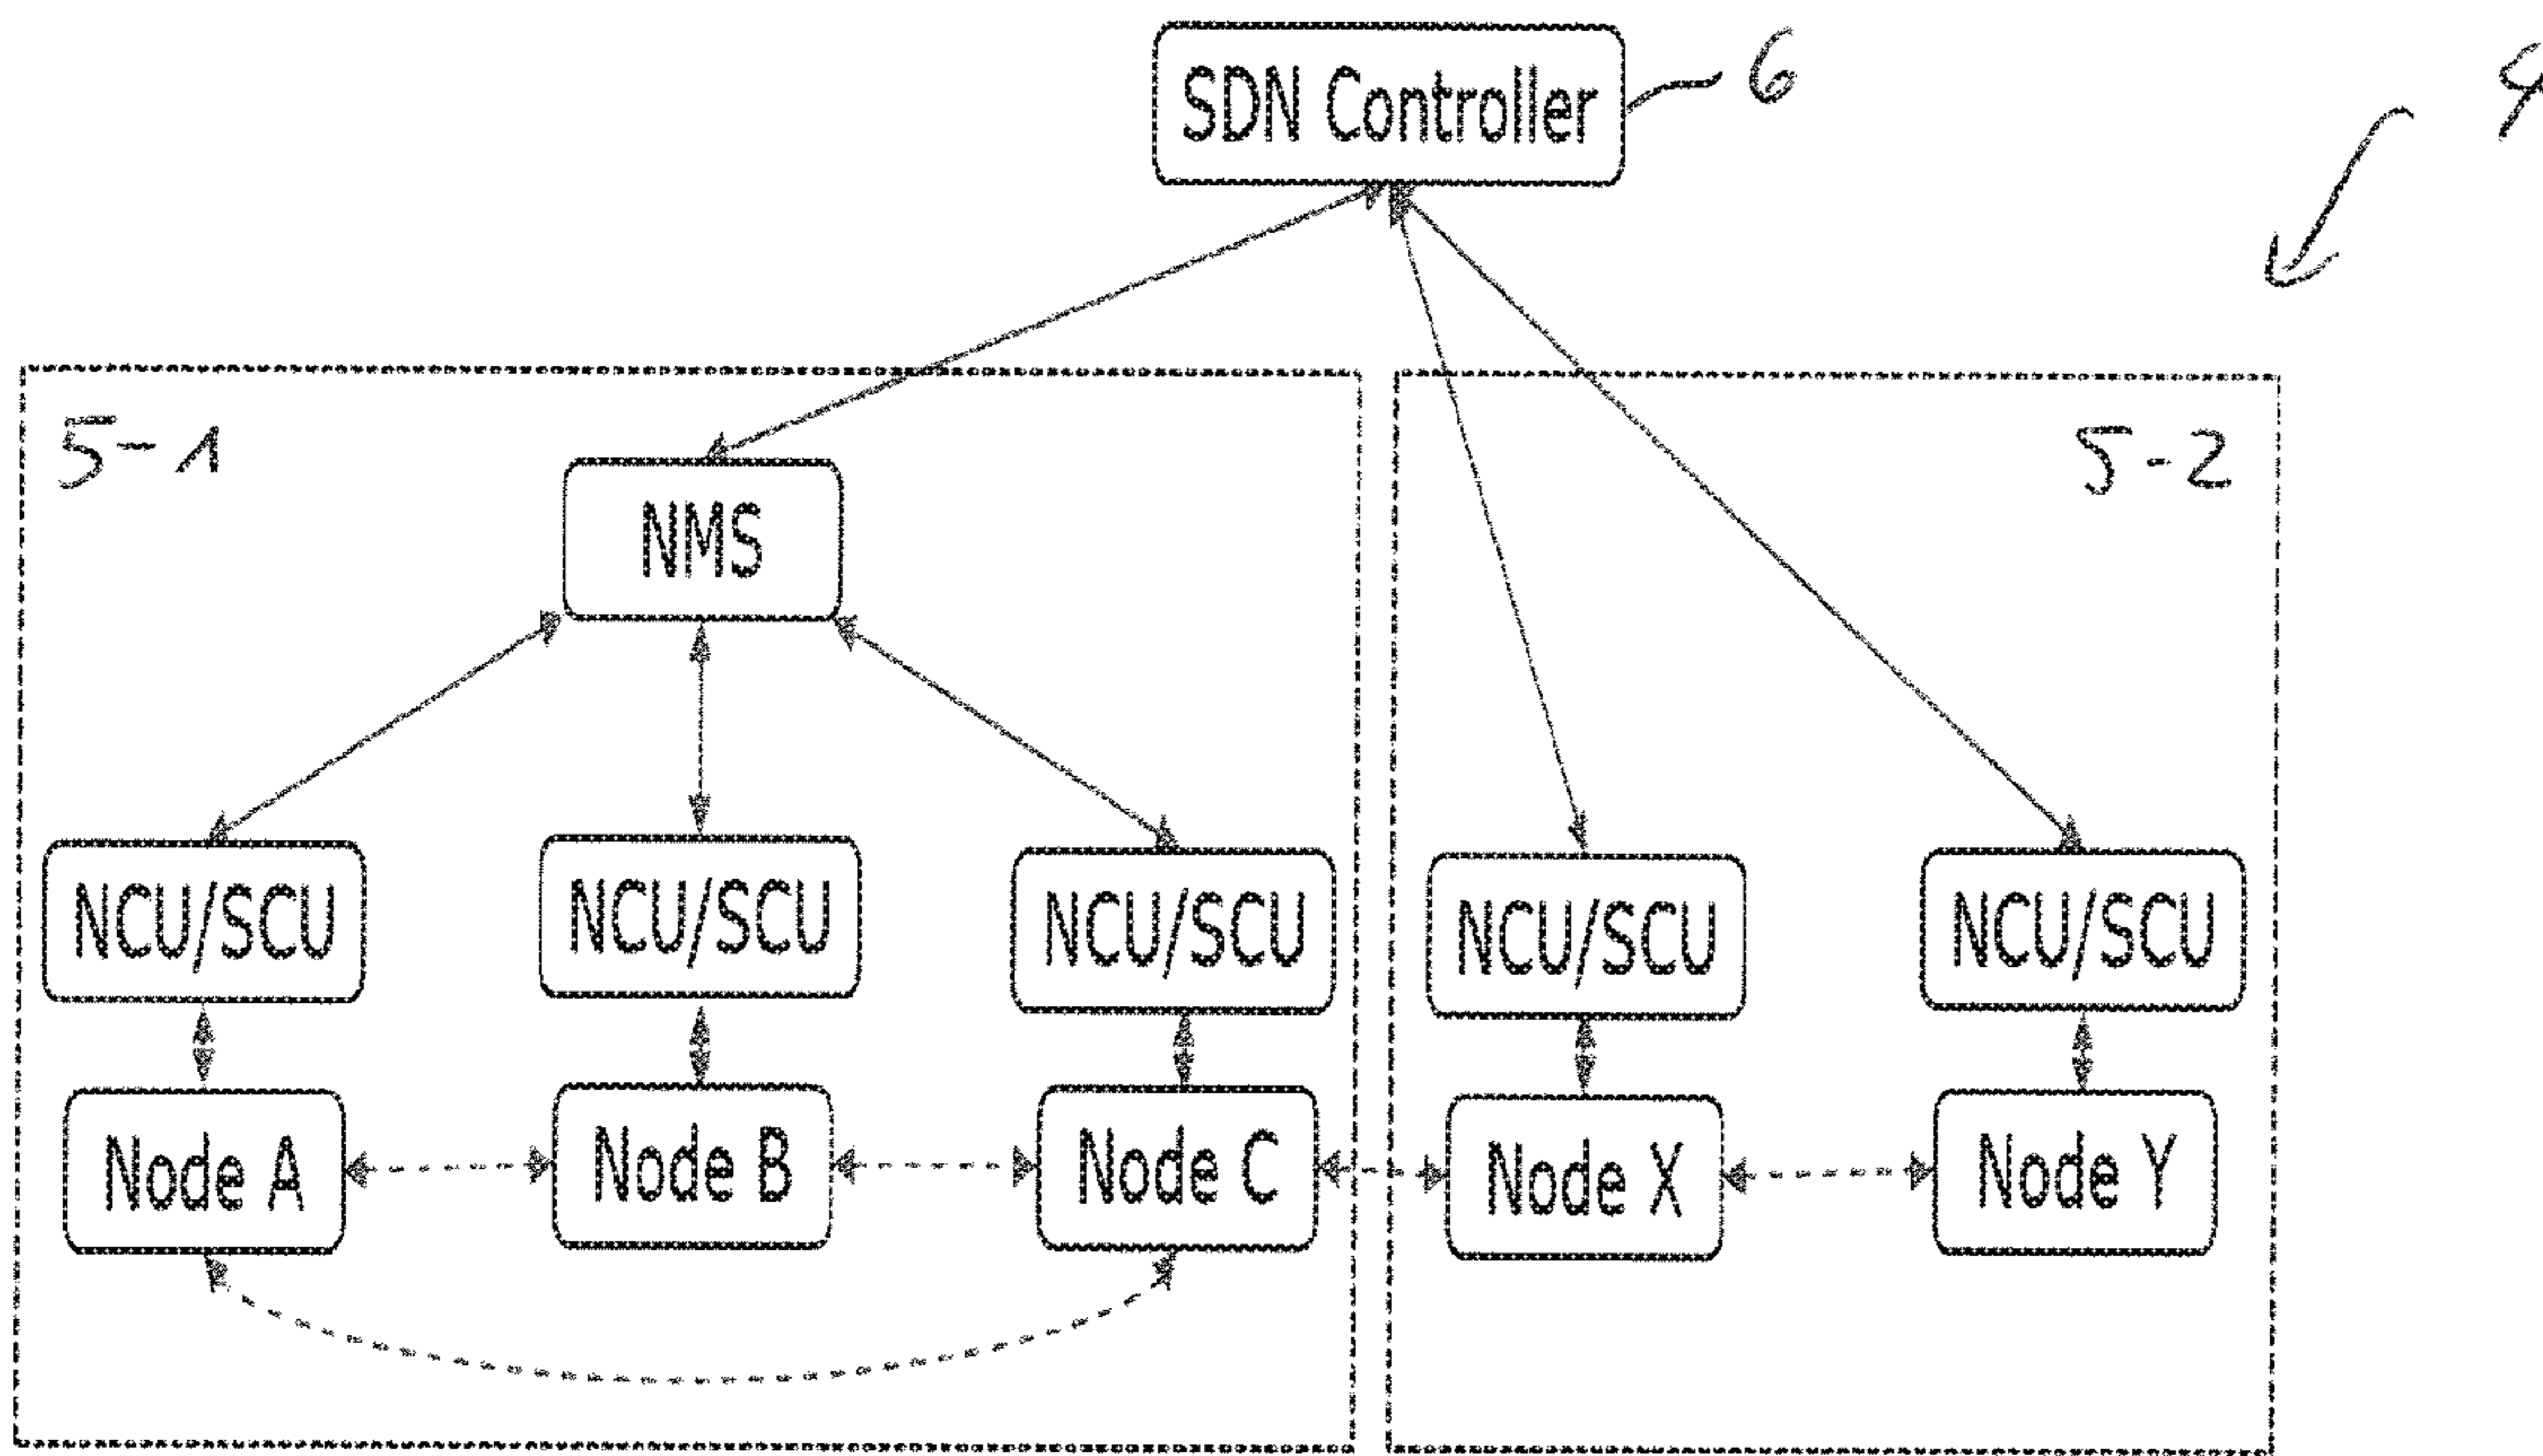 SDN Controller
6
4
5-1
5-2
NMS
NCU/SCU
NCU/SCU
NCU/SCU
NCU/SCU
NCU/SCU
Node A
Node B
Node C
Node X
Node Y